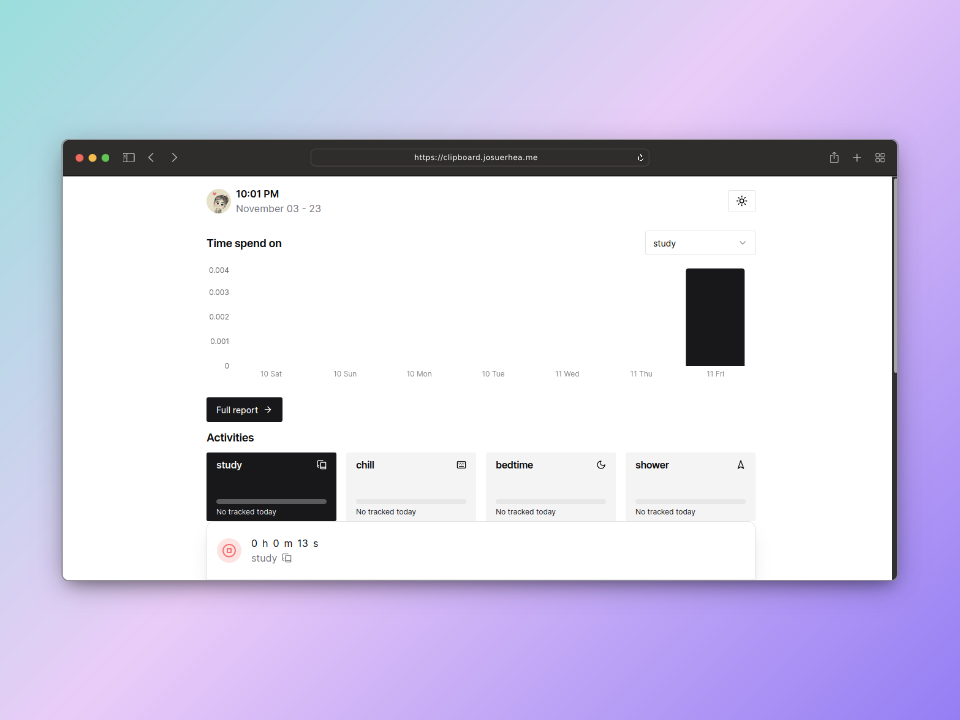 https://clipboard.josuerhea.me
10:01 PM
November 03 - 23
Time spend on
study
0.004
0.003
0.002
0.001
0
10 Sat
10 Sun
10 Mon
10 Tue
11 Wed
11 Thu
11 Fri
Full report
Activities
study
No tracked today
chill
No tracked today
bedtime
No tracked today
shower
No tracked today
0 h 0 m 13 s
study